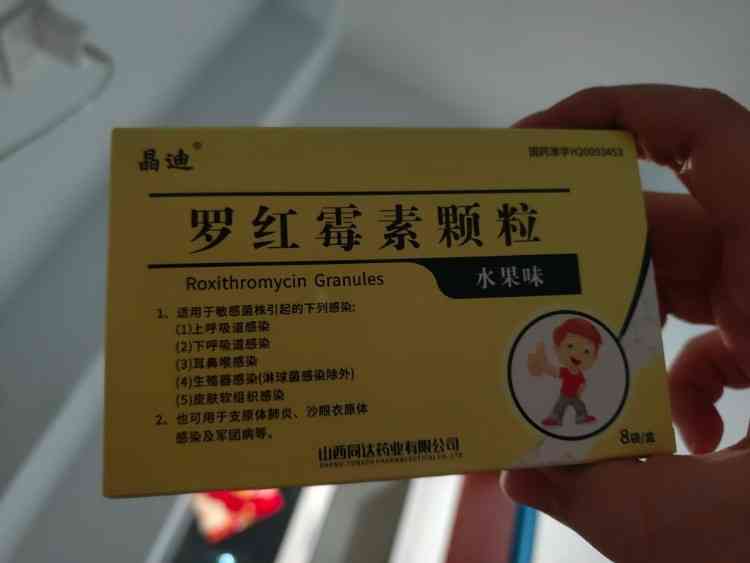 晶迪®
国药准字H20093453
罗红霉素颗粒
Roxithromycin Granules
水果味
1、适用于敏感菌株引起的下列感染:
(1)上呼吸道感染
(2)下呼吸道感染
(3)耳鼻喉感染
(4)生殖器感染(淋球菌感染除外)
(5)皮肤软组织感染
2、也可用于支原体肺炎、沙眼衣原体
感染及军团病等。
8袋/盒
山西同达药业有限公司
SHANXI TONGDA PHARMACEUTICAL CO.,LTD